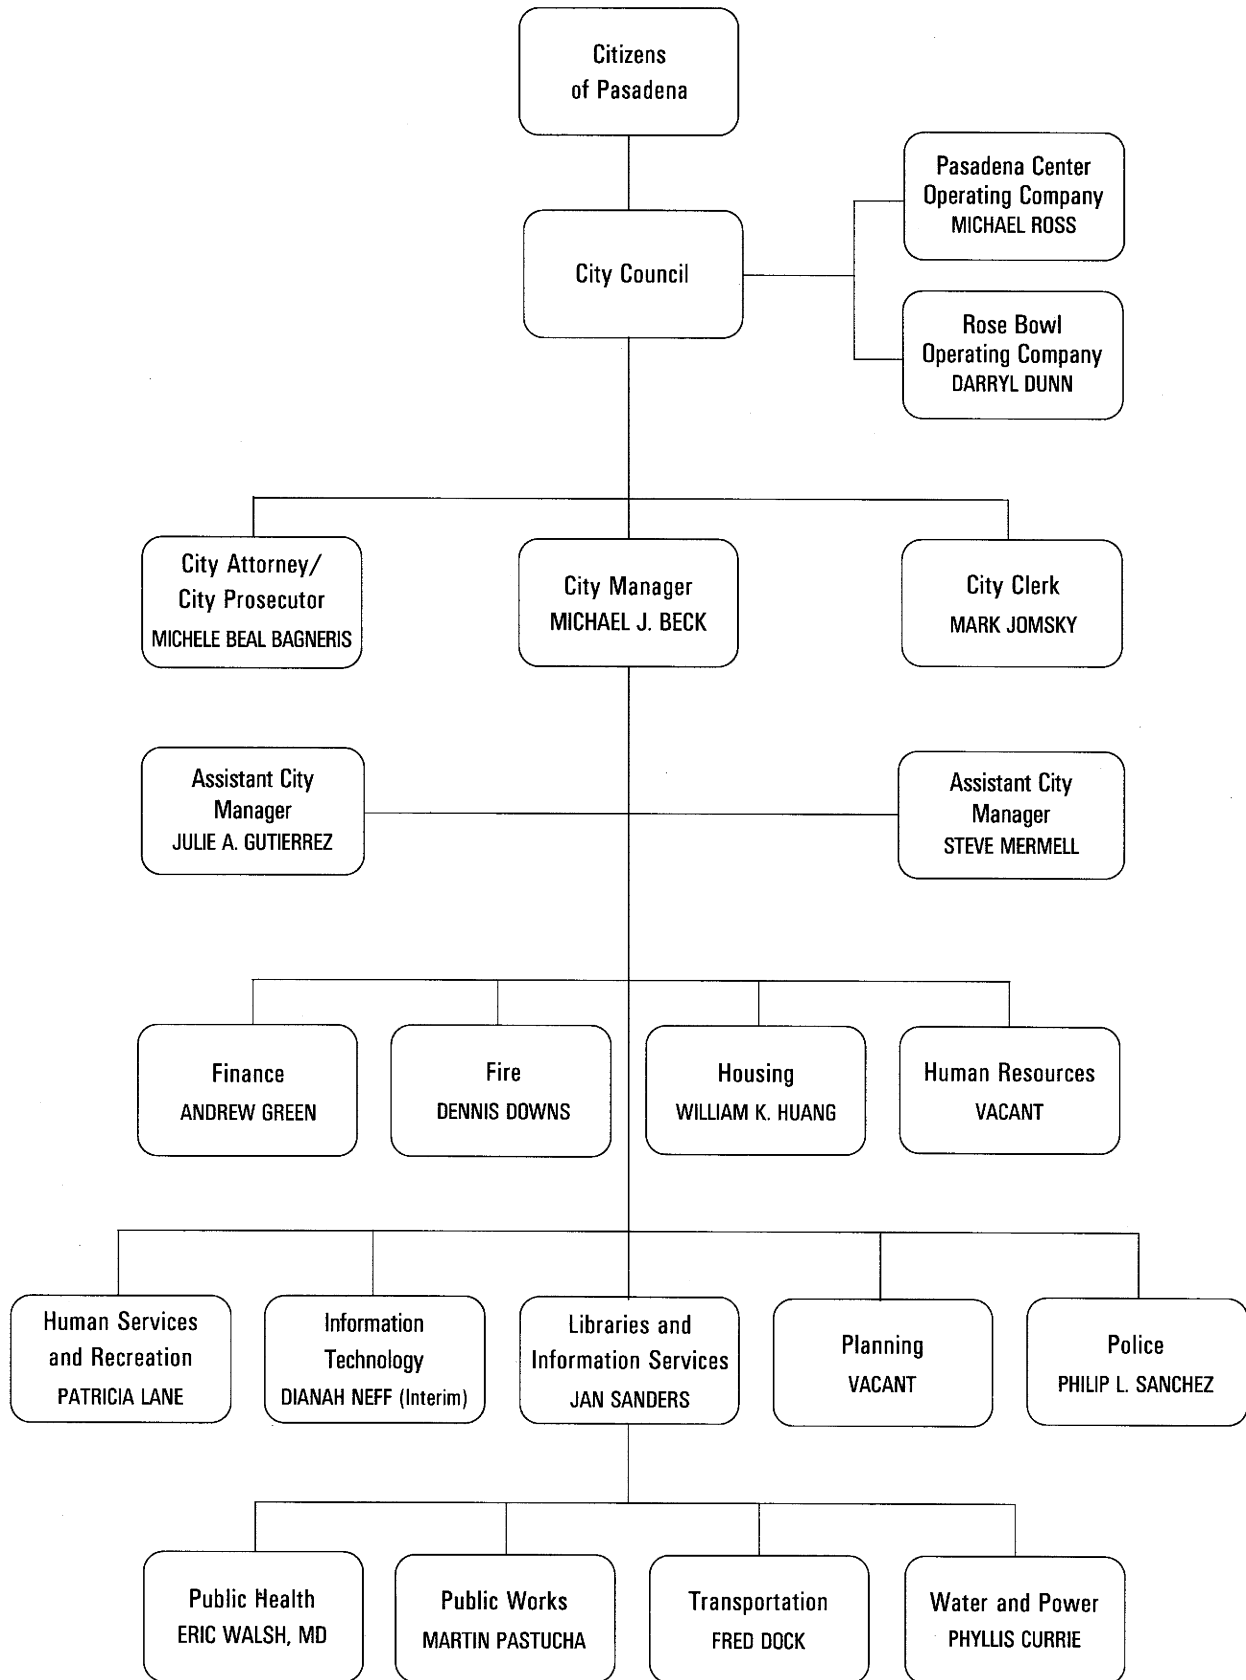 Citizens
of Pasadena
Pasadena Center
Operating Company
MICHAEL ROSS
City Council
Rose Bowl
Operating Company
DARRYL DUNN
City Attorney/
City Prosecutor
MICHELE BEAL BAGNERIS
City Manager
MICHAEL J. BECK
City Clerk
MARK JOMSKY
Assistant City
Manager
JULIE A. GUTIERREZ
Assistant City
Manager
STEVE MERMELL
Finance
ANDREW GREEN
Fire
DENNIS DOWNS
Housing
WILLIAM K. HUANG
Human Resources
VACANT
Human Services
and Recreation
PATRICIA LANE
Information
Technology
DIANAH NEFF (Interim)
Libraries and
Information Services
JAN SANDERS
Planning
VACANT
Police
PHILIP L. SANCHEZ
Public Health
ERIC WALSH, MD
Public Works
MARTIN PASTUCHA
Transportation
FRED DOCK
Water and Power
PHYLLIS CURRIE